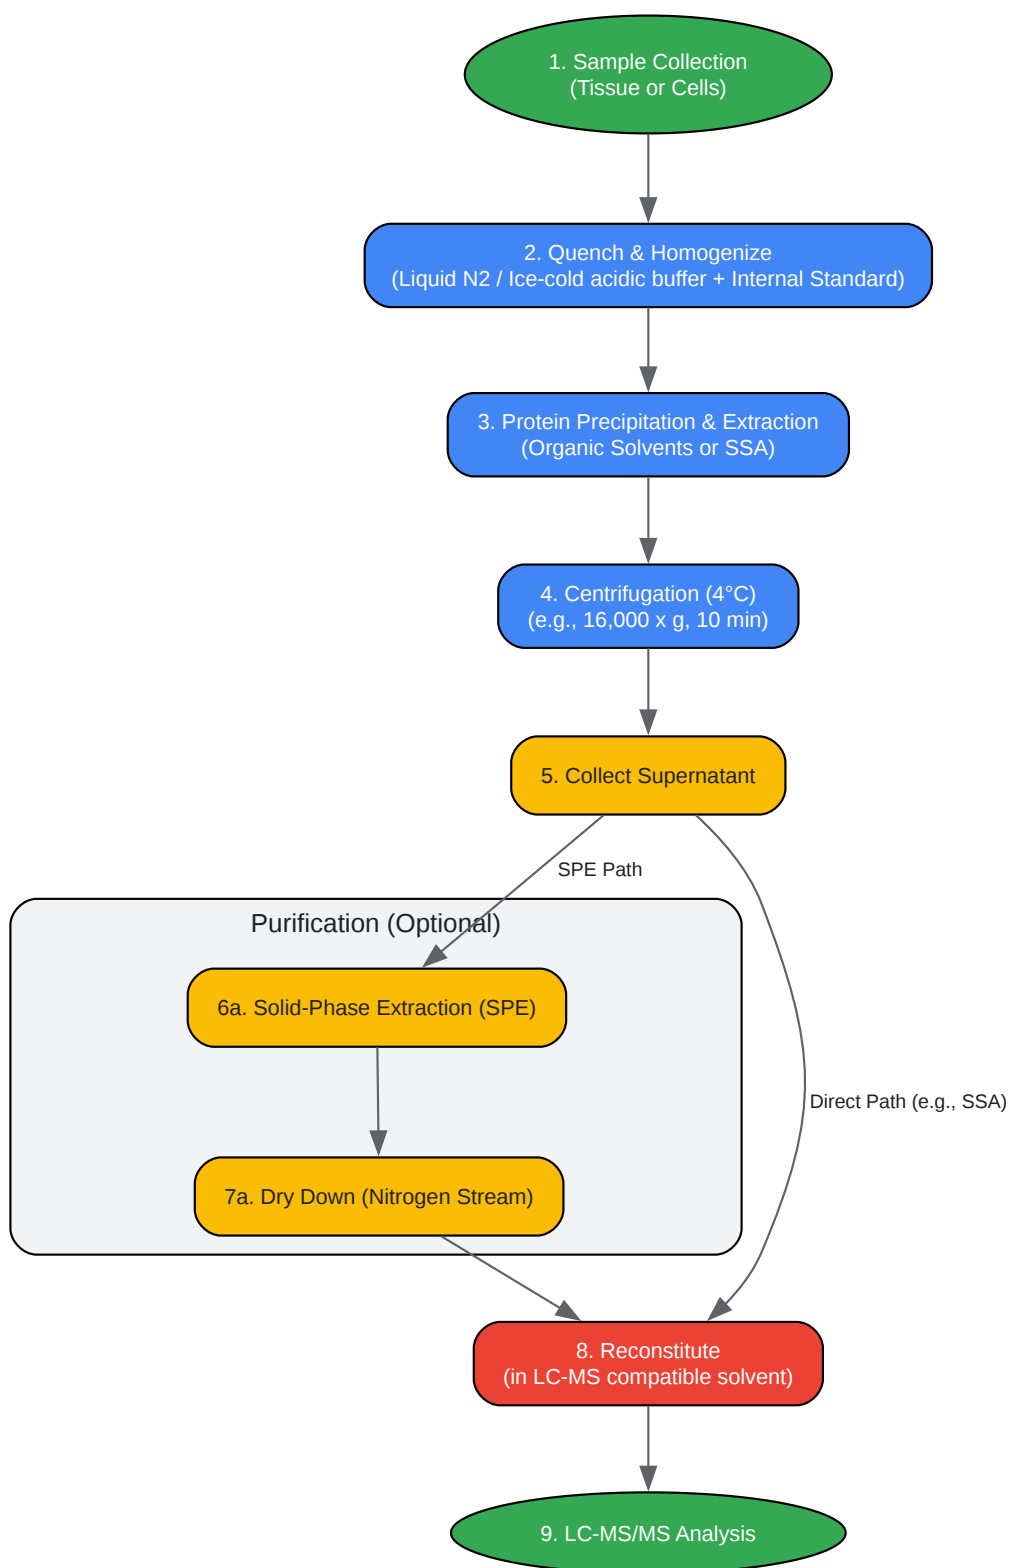 1. Sample Collection
(Tissue or Cells)
2. Quench & Homogenize
(Liquid N2 / Ice-cold acidic buffer + Internal Standard)
3. Protein Precipitation & Extraction
(Organic Solvents or SSA)
4. Centrifugation (4°C)
(e.g., 16,000 x g, 10 min)
5. Collect Supernatant
SPE Path
Purification (Optional)
6a. Solid-Phase Extraction (SPE)
Direct Path (e.g., SSA)
7a. Dry Down (Nitrogen Stream)
8. Reconstitute
(in LC-MS compatible solvent)
9. LC-MS/MS Analysis